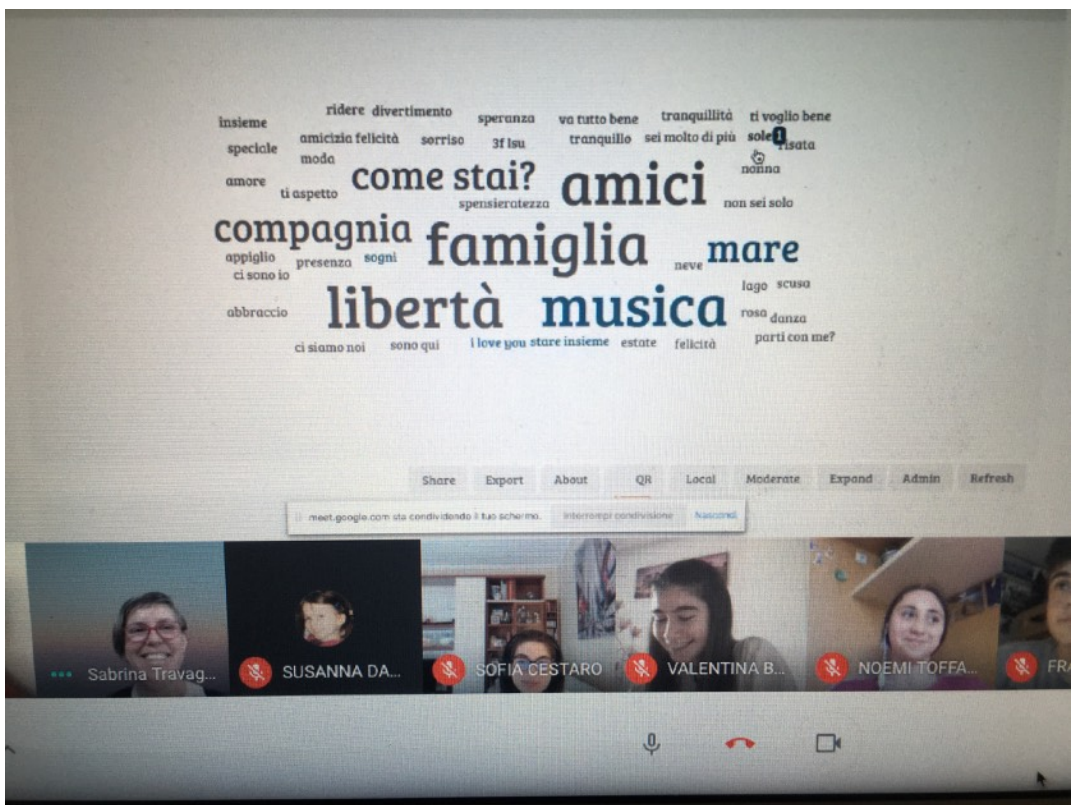 ridere divertimento speranza va tutto bene tranquillità ti voglio bene
insieme amicizia felicità sorriso 3f lsu tranquillo sei molto di più sole 1 risata
speciale moda
amore ti aspetto come stai? amici nonna
spensieratezza non sei solo
compagnia famiglia mare
appiglio presenza sogni neve
ci sono io lago scusa
abbraccio libertà musica rosa danza
ci siamo noi sono qui i love you stare insieme estate felicità parti con me?
Share Export About QR Local Moderate Expand Admin Refresh
meet.google.com sta condividendo il tuo schermo. Interrompi condivisione Nascondi
Sabrina Travag... SUSANNA DA... SOFIA CESTARO VALENTINA B... NOEMI TOFFA... FRA